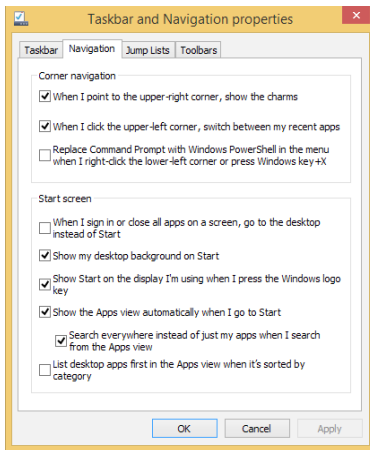 Taskbar and Navigation properties
Taskbar Navigation Jump Lists Toolbars
Corner navigation
When I point to the upper-right corner, show the charms
When I click the upper-left corner, switch between my recent apps
Replace Command Prompt with Windows PowerShell in the menu
when I right-click the lower-left corner or press Windows key+X
Start screen
When I sign in or close all apps on a screen, go to the desktop
instead of Start
Show my desktop background on Start
Show Start on the display I'm using when I press the Windows logo
key
Show the Apps view automatically when I go to Start
Search everywhere instead of just my apps when I search
from the Apps view
List desktop apps first in the Apps view when it's sorted by
category
OK Cancel Apply